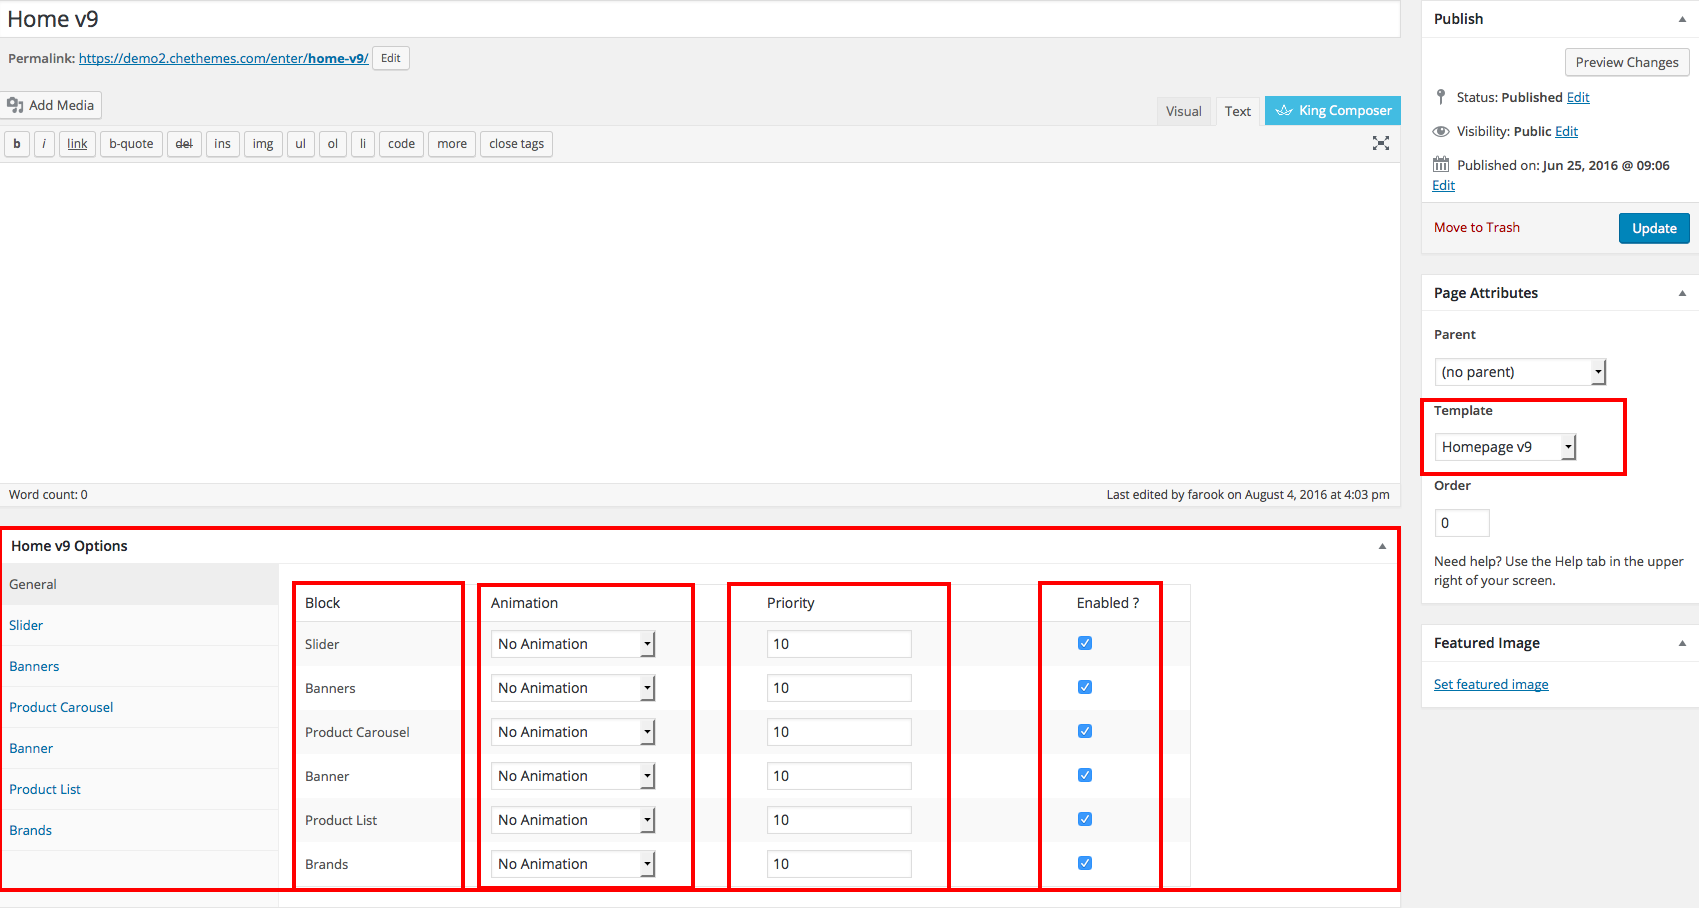 Home v9
Permalink: https://demo2.chethemes.com/enter/home-v9/ Edit
Add Media
Visual Text King Composer
b i link b-quote del ins img ul ol li code more close tags
Word count: 0
Last edited by farook on August 4, 2016 at 4:03 pm
Home v9 Options
General
Slider
Banners
Product Carousel
Banner
Product List
Brands
Block Animation Priority Enabled ?
Slider No Animation 10
Banners No Animation 10
Product Carousel No Animation 10
Banner No Animation 10
Product List No Animation 10
Brands No Animation 10
Publish
Preview Changes
Status: Published Edit
Visibility: Public Edit
Published on: Jun 25, 2016 @ 09:06
Edit
Move to Trash Update
Page Attributes
Parent
(no parent)
Template
Homepage v9
Order
0
Need help? Use the Help tab in the upper
right of your screen.
Featured Image
Set featured image